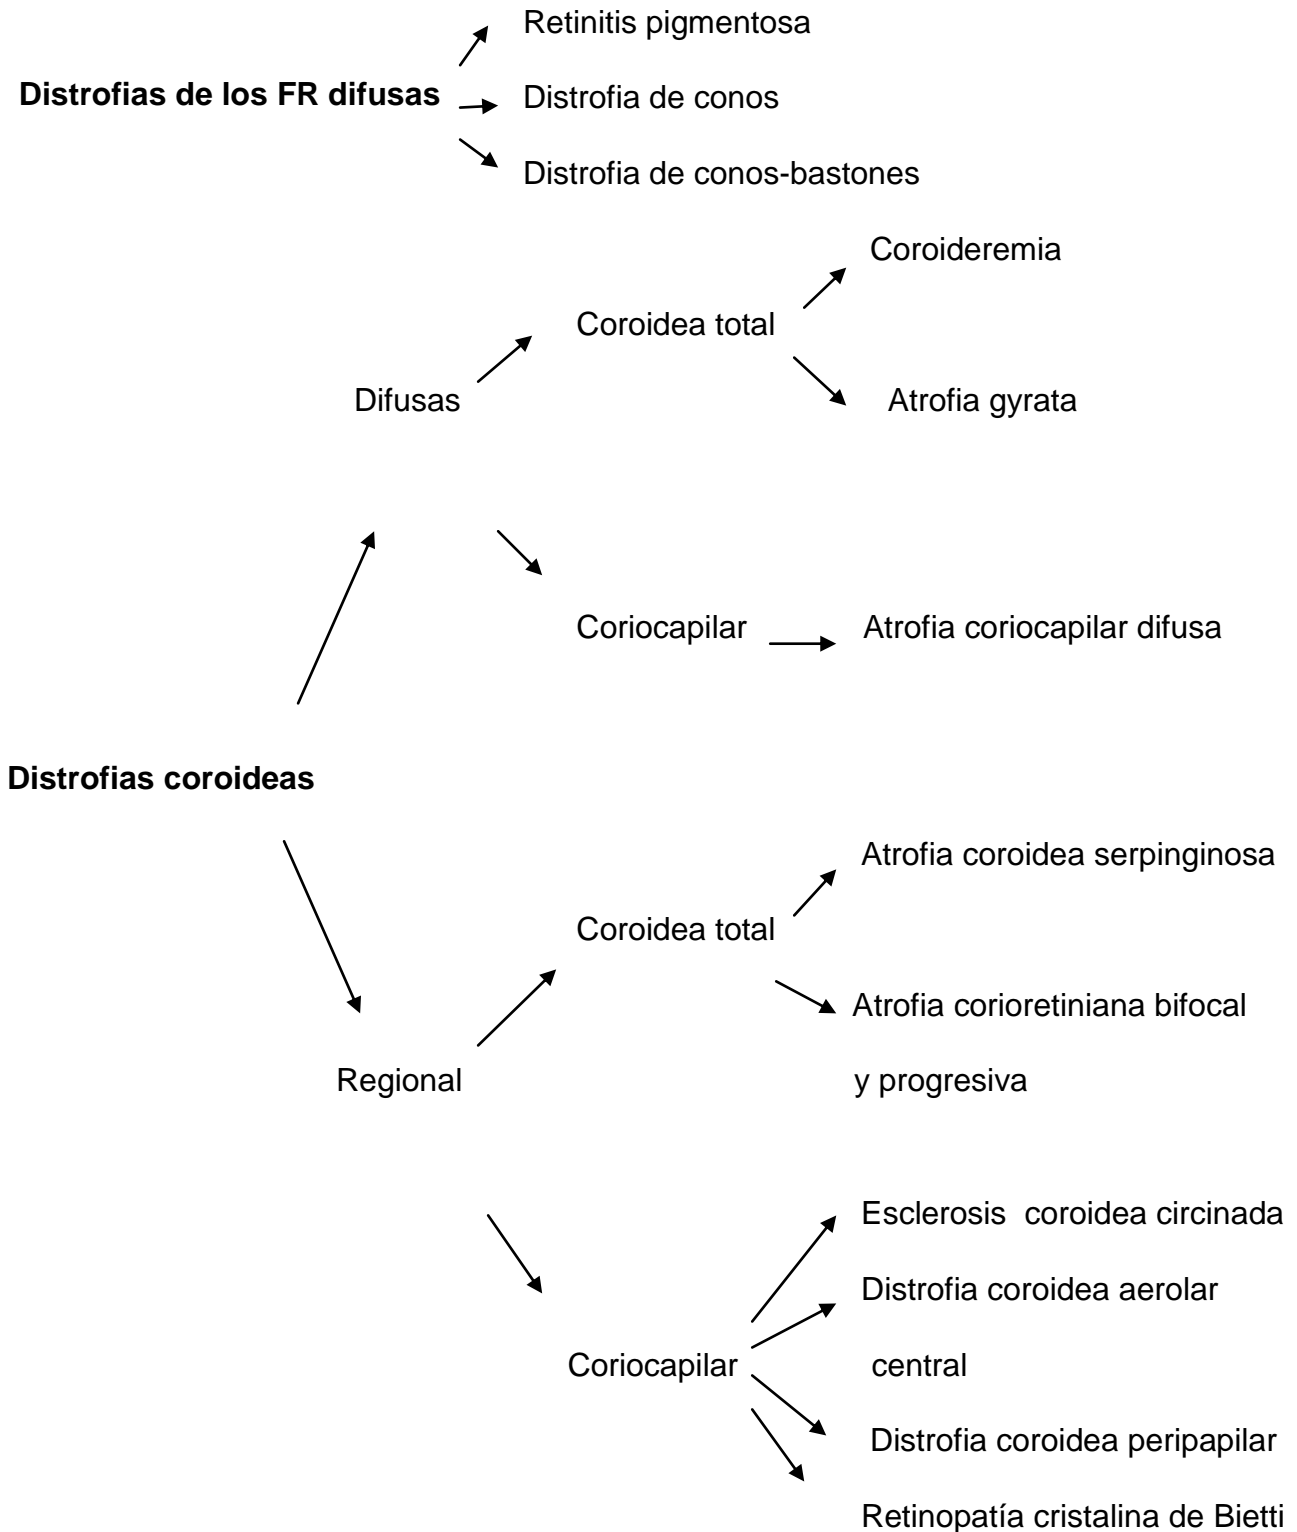 Retinitis pigmentosa
Distrofias de los FR difusas
Distrofia de conos
Distrofia de conos-bastones
Coroideremia
Coroidea total
Difusas
Atrofia gyrata
Coriocapilar
Atrofia coriocapilar difusa
Distrofias coroideas
Atrofia coroidea serpinginosa
Coroidea total
Atrofia corioretiniana bifocal
Regional
y progresiva
Esclerosis coroidea circinada
Distrofia coroidea aerolar
Coriocapilar
central
Distrofia coroidea peripapilar
Retinopatía cristalina de Bietti